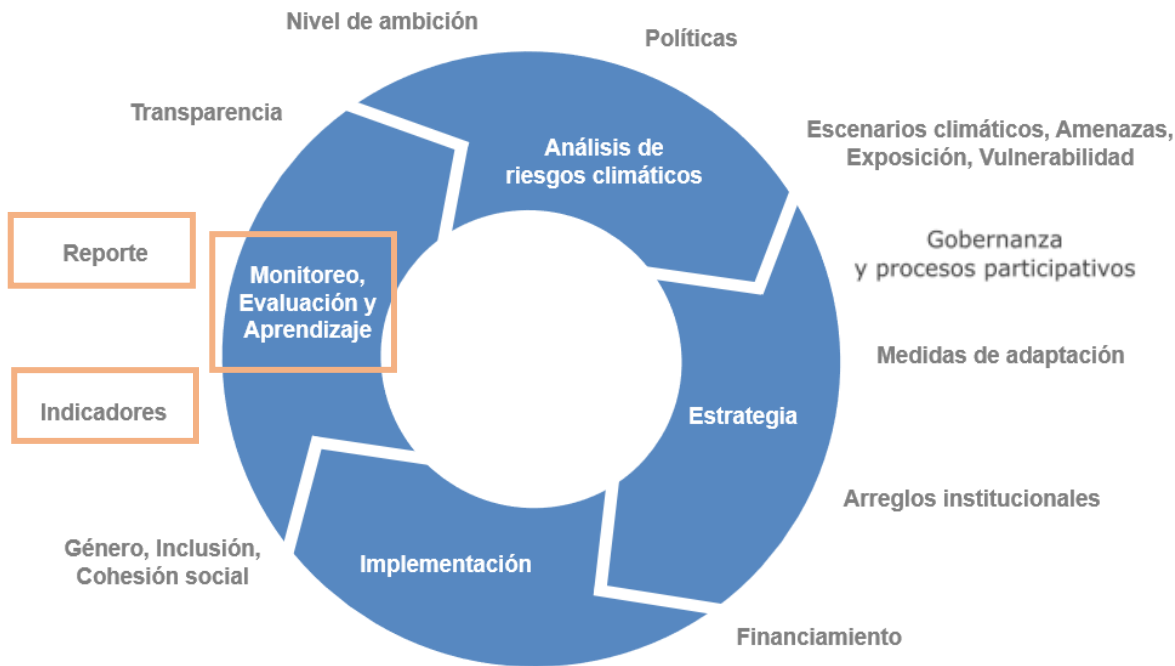 Nivel de ambición
Políticas
Transparencia
Escenarios climáticos, Amenazas,
Exposición, Vulnerabilidad
Análisis de
riesgos climáticos
Gobernanza
y procesos participativos
Reporte
Monitoreo,
Evaluación y
Aprendizaje
Medidas de adaptación
Indicadores
Estrategia
Arreglos institucionales
Género, Inclusión,
Cohesión social
Implementación
Financiamiento